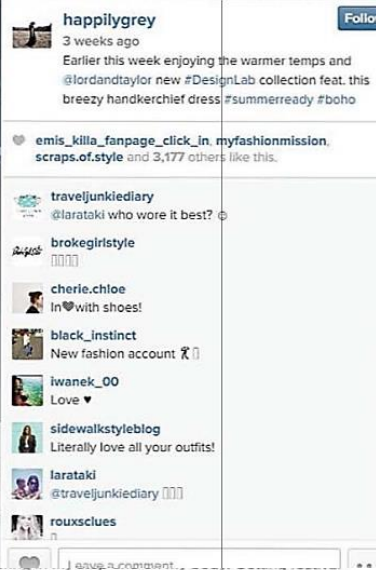 happilygrey
Follow
3 weeks ago
Earlier this week enjoying the warmer temps and
@lordandtaylor new #DesignLab collection feat. this
breezy handkerchief dress #summerready #boho
emis_killa_fanpage_click_in, myfashionmission,
scraps.of.style and 3,177 others like this.
traveljunkiediary
@larataki who wore it best? ☺
brokegirlstyle
cherie.chloe
In♥with shoes!
black_instinct
New fashion account
iwanek_00
Love ♥
sidewalkstyleblog
Literally love all your outfits!
larataki
@traveljunkiediary
rouxsclues
Leave a comment...